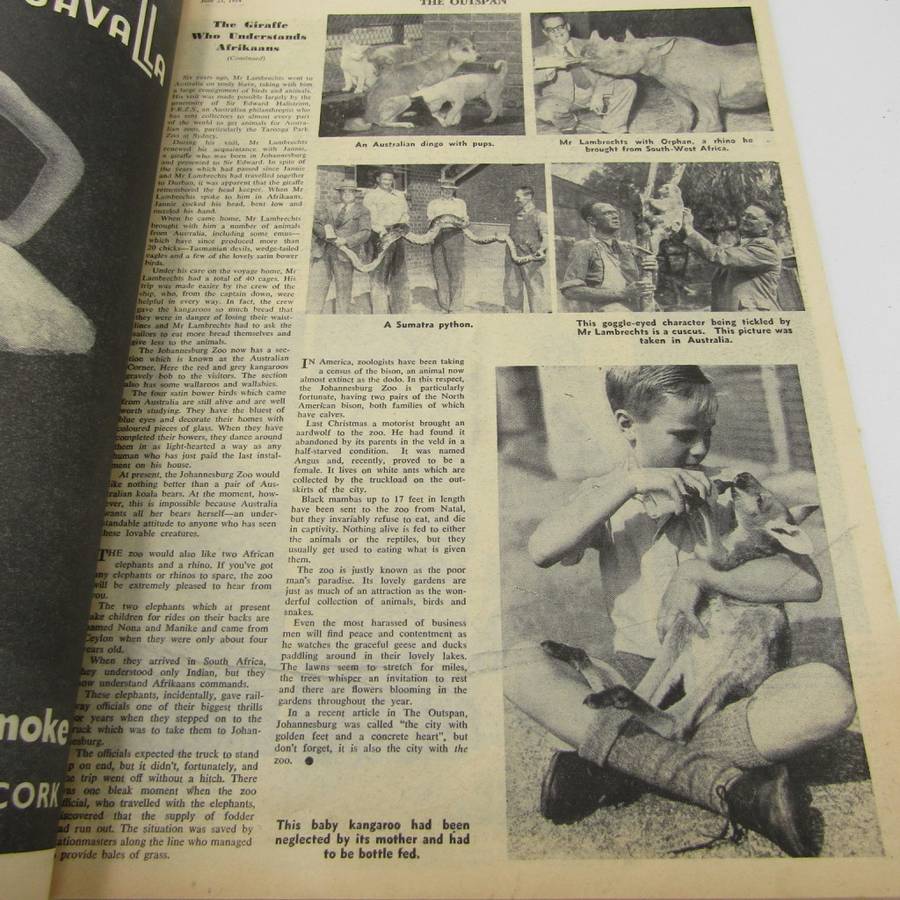 AVALLA
moke
CORK
THE OUTSPAN
The Giraffe
Who Understands
Afrikaans
(Continued)
Six years ago, Mr Lambrechts went to
Australia on study leave, taking with him
a large consignment of birds and animals.
His visit was made possible largely by the
generosity of Sir Edward Hallstrom,
an Australian philanthropist who
has sent collectors to almost every part
of the world to get animals for Austra-
lian zoos, particularly the Taronga Park
Zoo at Sydney.
During his visit, Mr Lambrechts
renewed his acquaintance with Jannie,
a giraffe who was born in Johannesburg
and presented to Sir Edward. In spite of
the years which had passed since Jannie
and Mr Lambrechts had travelled together
to Durban, it was apparent that the giraffe
remembered the head keeper. When Mr
Lambrechts spoke to him in Afrikaans,
Jannie cocked his head, bent low and
nuzzled his hand.
When he came home, Mr Lambrechts
brought with him a number of animals
from Australia, including some emus—
which have since produced more than
20 chicks—Tasmanian devils, wedge-tailed
eagles and a few of the lovely satin bower
birds.
Under his care on the voyage home, Mr
Lambrechts had a total of 40 cages. His
trip was made easier by the crew of the
ship, who, from the captain down, were
helpful in every way. In fact, the crew
gave the kangaroos so much bread that
they were in danger of losing their waist-
lines and Mr Lambrechts had to ask the
sailors to eat more bread themselves and
give less to the animals.
The Johannesburg Zoo now has a sec-
tion which is known as the Australian
Corner. Here the red and grey kangaroos
gravely bob to the visitors. The section
also has some wallaroos and wallabies.
The four satin bower birds which came
from Australia are still alive and are well
worth studying. They have the bluest of
blue eyes and decorate their homes with
coloured pieces of glass. When they have
completed their bowers, they dance around
them in as light-hearted a way as any
human who has just paid the last instal-
ment on his house.
At present, the Johannesburg Zoo would
like nothing better than a pair of Aus-
tralian koala bears. At the moment, how-
ever, this is impossible because Australia
wants all her bears herself—an under-
standable attitude to anyone who has seen
these lovable creatures.
THE zoo would also like two African
elephants and a rhino. If you've got
any elephants or rhinos to spare, the zoo
will be extremely pleased to hear from
you.
The two elephants which at present
take children for rides on their backs are
named Nona and Manike and came from
Ceylon when they were only about four
years old.
When they arrived in South Africa,
they understood only Indian, but they
now understand Afrikaans commands.
These elephants, incidentally, gave rail-
way officials one of their biggest thrills
for years when they stepped on to the
truck which was to take them to Johan-
nesburg.
The officials expected the truck to stand
up on end, but it didn't, fortunately, and
the trip went off without a hitch. There
was one bleak moment when the zoo
official, who travelled with the elephants,
discovered that the supply of fodder
had run out. The situation was saved by
stationmasters along the line who managed
to provide bales of grass.
An Australian dingo with pups.
Mr Lambrechts with Orphan, a rhino he
brought from South-West Africa.
A Sumatra python.
This goggle-eyed character being tickled by
Mr Lambrechts is a cuscus. This picture was
taken in Australia.
IN America, zoologists have been taking
a census of the bison, an animal now
almost extinct as the dodo. In this respect,
the Johannesburg Zoo is particularly
fortunate, having two pairs of the North
American bison, both families of which
have calves.
Last Christmas a motorist brought an
aardwolf to the zoo. He had found it
abandoned by its parents in the veld in a
half-starved condition. It was named
Angus and, recently, proved to be a
female. It lives on white ants which are
collected by the truckload on the out-
skirts of the city.
Black mambas up to 17 feet in length
have been sent to the zoo from Natal,
but they invariably refuse to eat, and die
in captivity. Nothing alive is fed to either
the animals or the reptiles, but they
usually get used to eating what is given
them.
The zoo is justly known as the poor
man's paradise. Its lovely gardens are
just as much of an attraction as the won-
derful collection of animals, birds and
snakes.
Even the most harassed of business
men will find peace and contentment as
he watches the graceful geese and ducks
paddling around in their lovely lakes.
The lawns seem to stretch for miles,
the trees whisper an invitation to rest
and there are flowers blooming in the
gardens throughout the year.
In a recent article in The Outspan,
Johannesburg was called "the city with
golden feet and a concrete heart", but
don't forget, it is also the city with the
zoo. ●
This baby kangaroo had been
neglected by its mother and had
to be bottle fed.